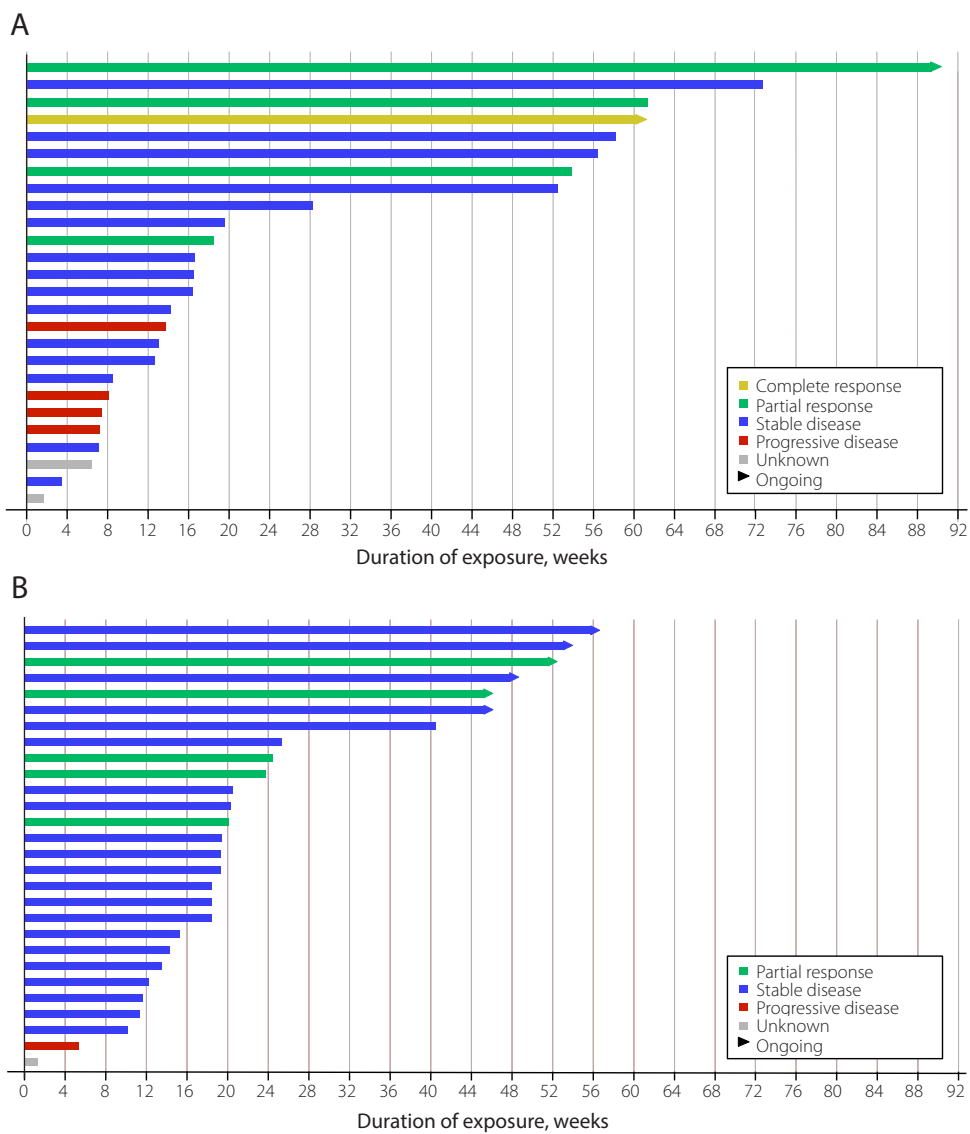 A
Complete response
Partial response
Stable disease
Progressive disease
Unknown
Ongoing
0 4 8 12 16 20 24 28 32 36 40 44 48 52 56 60 64 68 72 76 80 84 88 92
Duration of exposure, weeks
B
Partial response
Stable disease
Progressive disease
Unknown
Ongoing
0 4 8 12 16 20 24 28 32 36 40 44 48 52 56 60 64 68 72 76 80 84 88 92
Duration of exposure, weeks